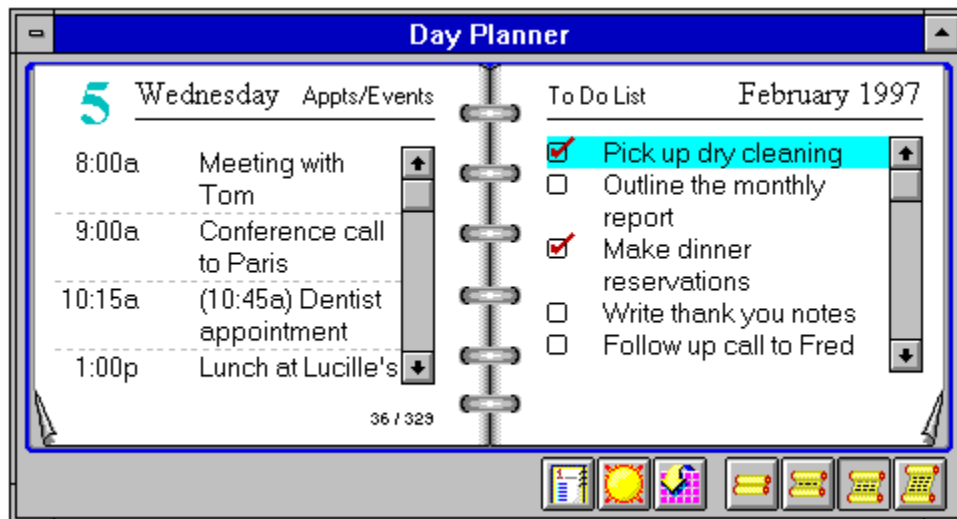 Day Planner
5 Wednesday Appts/Events
8:00a Meeting with
Tom
9:00a Conference call
to Paris
10:15a (10:45a) Dentist
appointment
1:00p Lunch at Lucille's
36 / 329
To Do List February 1997
Pick up dry cleaning
Outline the monthly
report
Make dinner
reservations
Write thank you notes
Follow up call to Fred